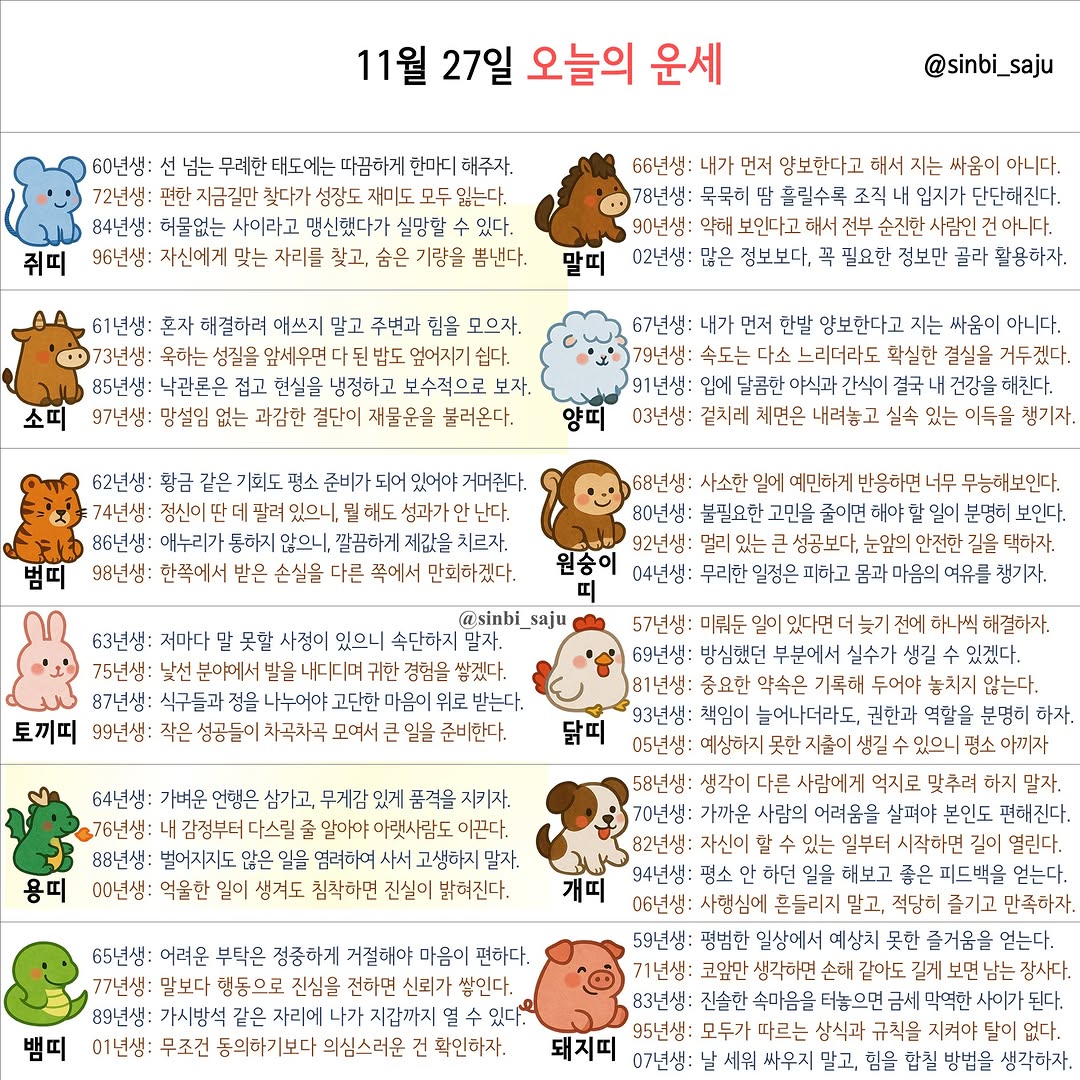 11월 27일 오늘의 운세
@sinbi_saju
60년생: 선 넘는 무례한 태도에는 따끔하게 한마디 해주자.
72년생: 편한 지금길만 찾다가 성장도 재미도 모두 잃는다.
84년생: 허물없는 사이라고 맹신했다가 실망할 수 있다.
96년생: 자신에게 맞는 자리를 찾고, 숨은 기량을 뽐낸다.
쥐띠
66년생: 내가 먼저 양보한다고 해서 지는 싸움이 아니다.
78년생: 묵묵히 땀 흘릴수록 조직 내 입지가 단단해진다.
90년생: 약해 보인다고 해서 전부 순진한 사람인 건 아니다.
02년생: 많은 정보보다, 꼭 필요한 정보만 골라 활용하자.
말띠
61년생: 혼자 해결하려 애쓰지 말고 주변과 힘을 모으자.
73년생: 욱하는 성질을 앞세우면 다 된 밥도 엎어지기 쉽다.
85년생: 낙관론은 접고 현실을 냉정하고 보수적으로 보자.
97년생: 망설임 없는 과감한 결단이 재물운을 불러온다.
소띠
67년생: 내가 먼저 한발 양보한다고 지는 싸움이 아니다.
79년생: 속도는 다소 느리더라도 확실한 결실을 거두겠다.
91년생: 입에 달콤한 야식과 간식이 결국 내 건강을 해친다.
03년생: 겉치레 체면은 내려놓고 실속 있는 이득을 챙기자.
양띠
62년생: 황금 같은 기회도 평소 준비가 되어 있어야 거머쥔다.
74년생: 정신이 딴 데 팔려 있으니, 뭘 해도 성과가 안 난다.
86년생: 애누리가 통하지 않으니, 깔끔하게 제값을 치르자.
98년생: 한쪽에서 받은 손실을 다른 쪽에서 만회하겠다.
범띠
68년생: 사소한 일에 예민하게 반응하면 너무 무능해보인다.
80년생: 불필요한 고민을 줄이면 해야 할 일이 분명히 보인다.
92년생: 멀리 있는 큰 성공보다, 눈앞의 안전한 길을 택하자.
04년생: 무리한 일정은 피하고 몸과 마음의 여유를 챙기자.
원숭이
띠
@sinbi_saju
63년생: 저마다 말 못할 사정이 있으니 속단하지 말자.
75년생: 낯선 분야에서 발을 내디디며 귀한 경험을 쌓겠다.
87년생: 식구들과 정을 나누어야 고단한 마음이 위로 받는다.
99년생: 작은 성공들이 차곡차곡 모여서 큰 일을 준비한다.
토끼띠
57년생: 미뤄둔 일이 있다면 더 늦기 전에 하나씩 해결하자.
69년생: 방심했던 부분에서 실수가 생길 수 있겠다.
81년생: 중요한 약속은 기록해 두어야 놓치지 않는다.
93년생: 책임이 늘어나더라도, 권한과 역할을 분명히 하자.
05년생: 예상하지 못한 지출이 생길 수 있으니 평소 아끼자
닭띠
64년생: 가벼운 언행은 삼가고, 무게감 있게 품격을 지키자.
76년생: 내 감정부터 다스릴 줄 알아야 아랫사람도 이끈다.
88년생: 벌어지지도 않은 일을 염려하여 사서 고생하지 말자.
00년생: 억울한 일이 생겨도 침착하면 진실이 밝혀진다.
용띠
58년생: 생각이 다른 사람에게 억지로 맞추려 하지 말자.
70년생: 가까운 사람의 어려움을 살펴야 본인도 편해진다.
82년생: 자신이 할 수 있는 일부터 시작하면 길이 열린다.
94년생: 평소 안 하던 일을 해보고 좋은 피드백을 얻는다.
06년생: 사행심에 흔들리지 말고, 적당히 즐기고 만족하자.
개띠
65년생: 어려운 부탁은 정중하게 거절해야 마음이 편하다.
77년생: 말보다 행동으로 진심을 전하면 신뢰가 쌓인다.
89년생: 가시방석 같은 자리에 나가 지갑까지 열 수 있다.
01년생: 무조건 동의하기보다 의심스러운 건 확인하자.
뱀띠
59년생: 평범한 일상에서 예상치 못한 즐거움을 얻는다.
71년생: 코앞만 생각하면 손해 같아도 길게 보면 남는 장사다.
83년생: 진솔한 속마음을 터놓으면 금세 막역한 사이가 된다.
95년생: 모두가 따르는 상식과 규칙을 지켜야 탈이 없다.
07년생: 날 세워 싸우지 말고, 힘을 합칠 방법을 생각하자.
돼지띠